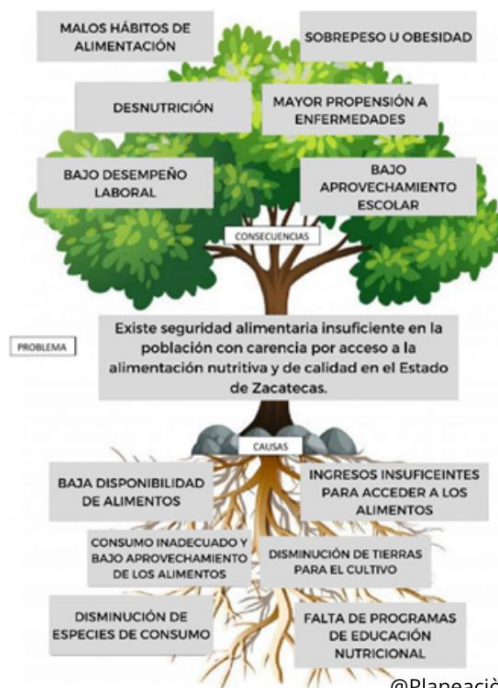 MALOS HÁBITOS DE
ALIMENTACIÓN
SOBREPESO U OBESIDAD
DESNUTRICIÓN
MAYOR PROPENSIÓN A
ENFERMEDADES
BAJO DESEMPEÑO
LABORAL
BAJO
APROVECHAMIENTO
ESCOLAR
CONSECUENCIAS
PROBLEMA
Existe seguridad alimentaria insuficiente en la
población con carencia por acceso a la
alimentación nutritiva y de calidad en el Estado
de Zacatecas.
CAUSAS
BAJA DISPONIBILIDAD
DE ALIMENTOS
INGRESOS INSUFICEINTES
PARA ACCEDER A LOS
ALIMENTOS
CONSUMO INADECUADO Y
BAJO APROVECHAMIENTO
DE LOS ALIMENTOS
DISMINUCIÓN DE TIERRAS
PARA EL CULTIVO
DISMINUCIÓN DE
ESPECIES DE CONSUMO
FALTA DE PROGRAMAS
DE EDUCACIÓN
NUTRICIONAL